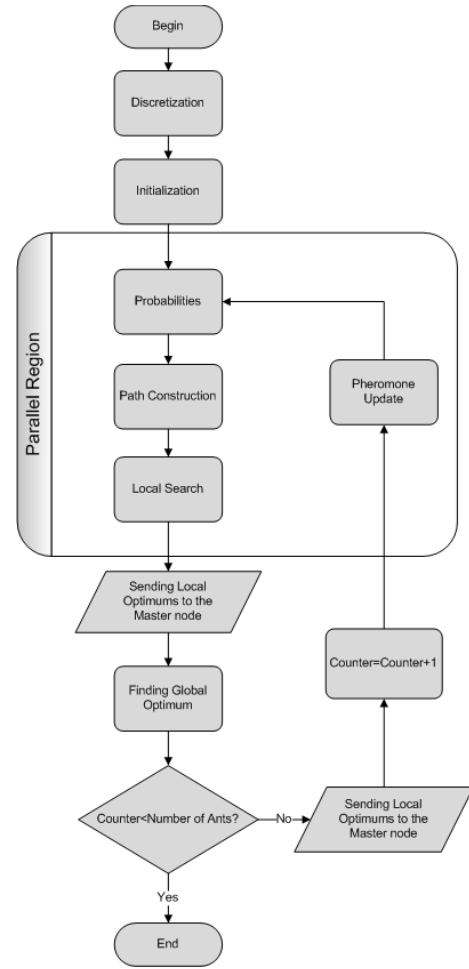 Begin
Discretization
Initialization
Parallel Region
Probabilities
Path Construction
Local Search
Pheromone
Update
Sending Local
Optimums to the
Master node
Counter=Counter+1
Finding Global
Optimum
Counter<Number of Ants?
No
Sending Local
Optimums to the
Master node
Yes
End